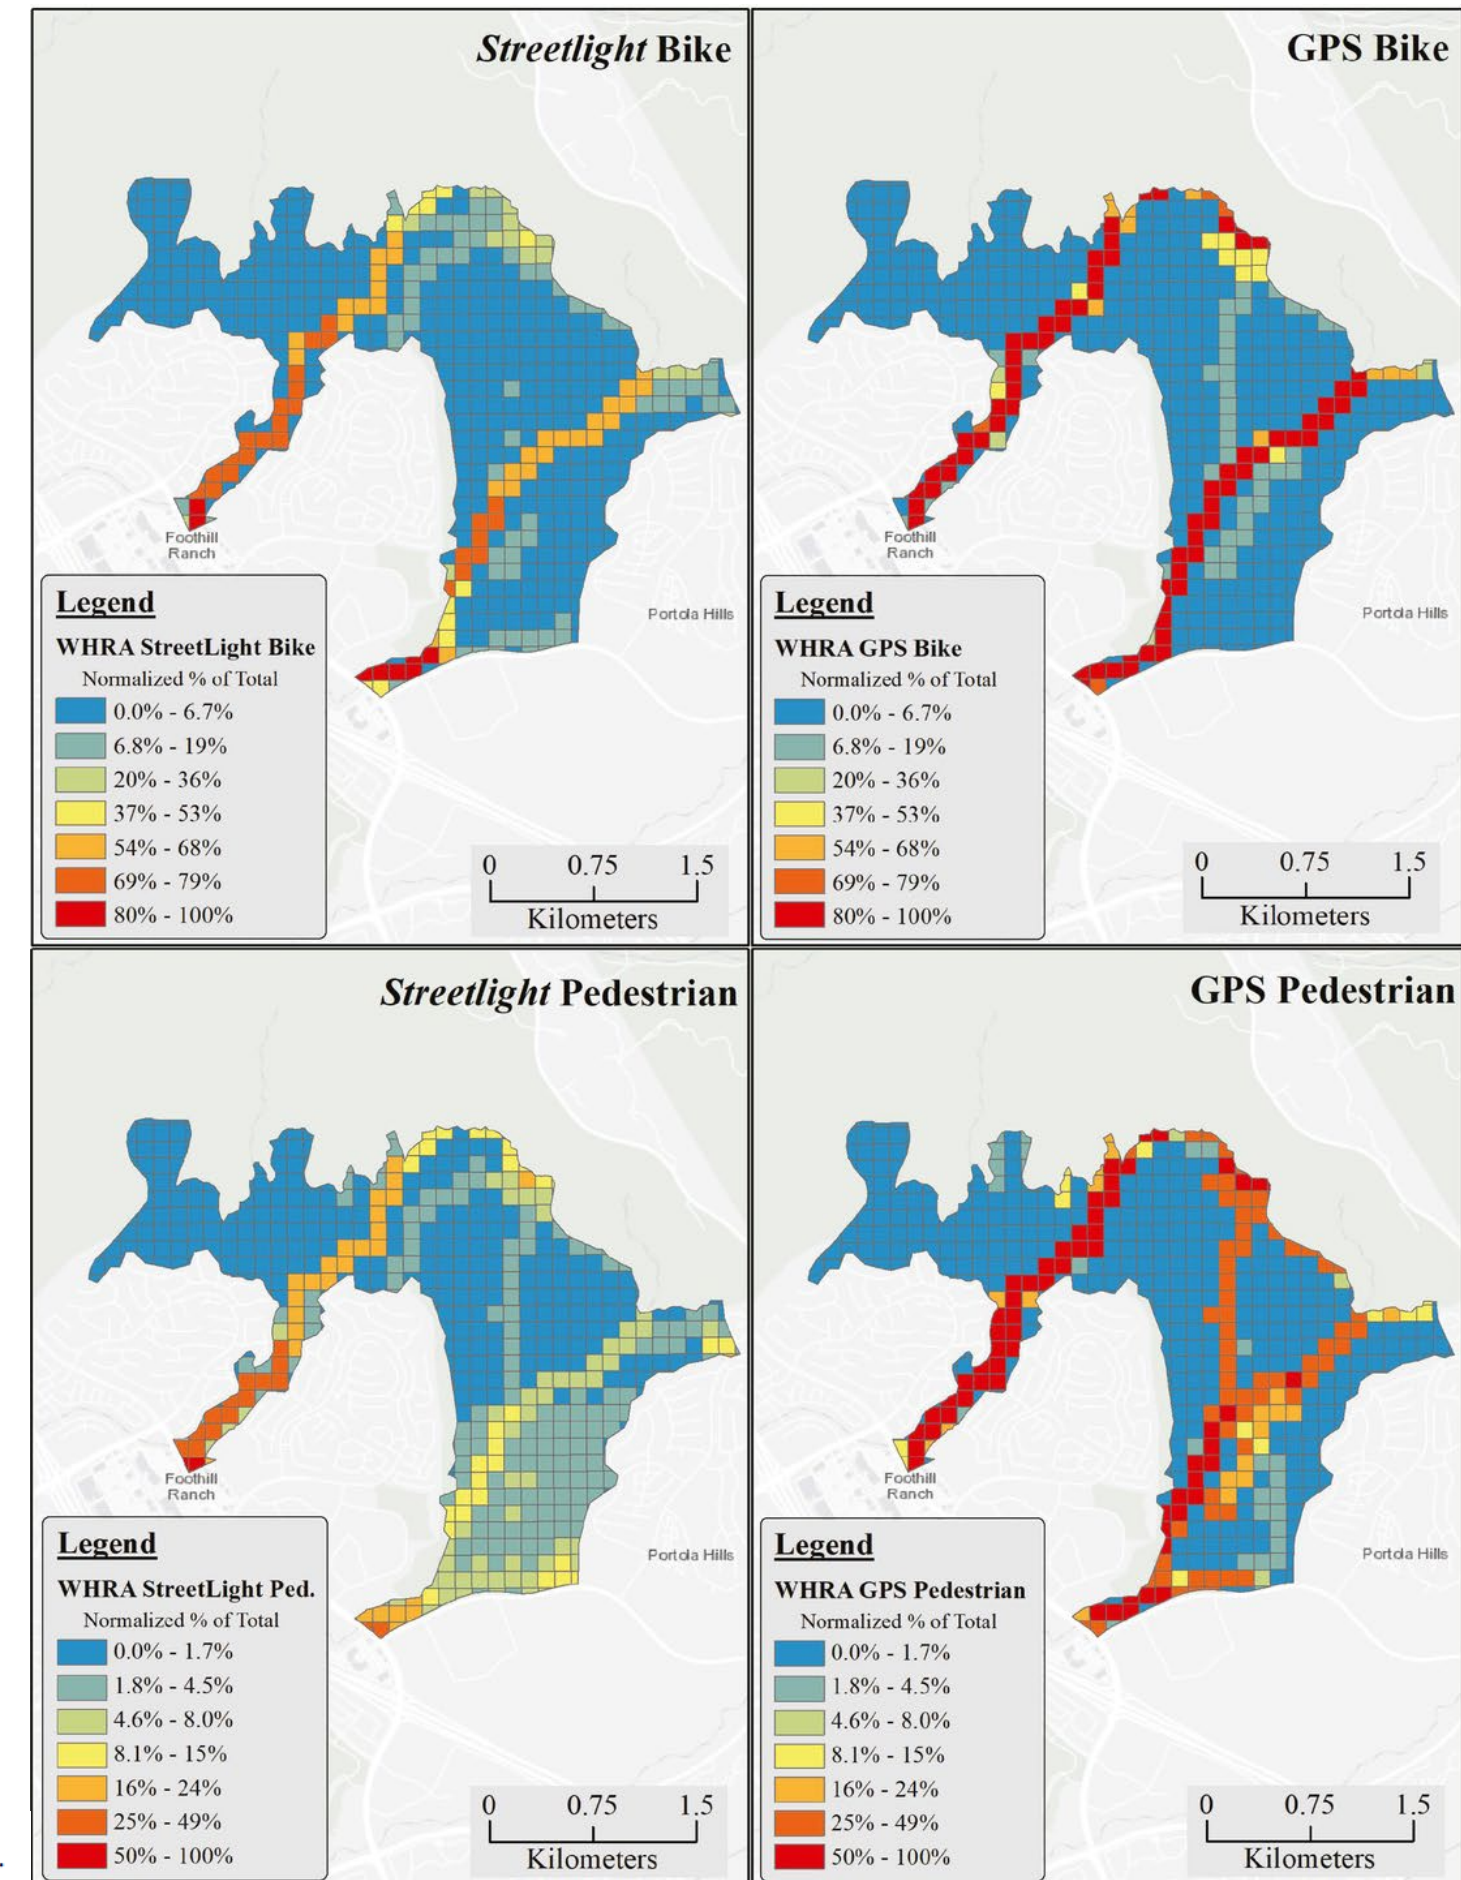 Streetlight Bike
Foothill
Ranch
Portola Hills
Legend
WHRA StreetLight Bike
Normalized % of Total
0.0% - 6.7%
6.8% - 19%
20% - 36%
37% - 53%
54% - 68%
69% - 79%
80% - 100%
0 0.75 1.5
Kilometers
GPS Bike
Foothill
Ranch
Portola Hills
Legend
WHRA GPS Bike
Normalized % of Total
0.0% - 6.7%
6.8% - 19%
20% - 36%
37% - 53%
54% - 68%
69% - 79%
80% - 100%
0 0.75 1.5
Kilometers
Streetlight Pedestrian
Foothill
Ranch
Portola Hills
Legend
WHRA StreetLight Ped.
Normalized % of Total
0.0% - 1.7%
1.8% - 4.5%
4.6% - 8.0%
8.1% - 15%
16% - 24%
25% - 49%
50% - 100%
0 0.75 1.5
Kilometers
GPS Pedestrian
Foothill
Ranch
Portola Hills
Legend
WHRA GPS Pedestrian
Normalized % of Total
0.0% - 1.7%
1.8% - 4.5%
4.6% - 8.0%
8.1% - 15%
16% - 24%
25% - 49%
50% - 100%
0 0.75 1.5
Kilometers